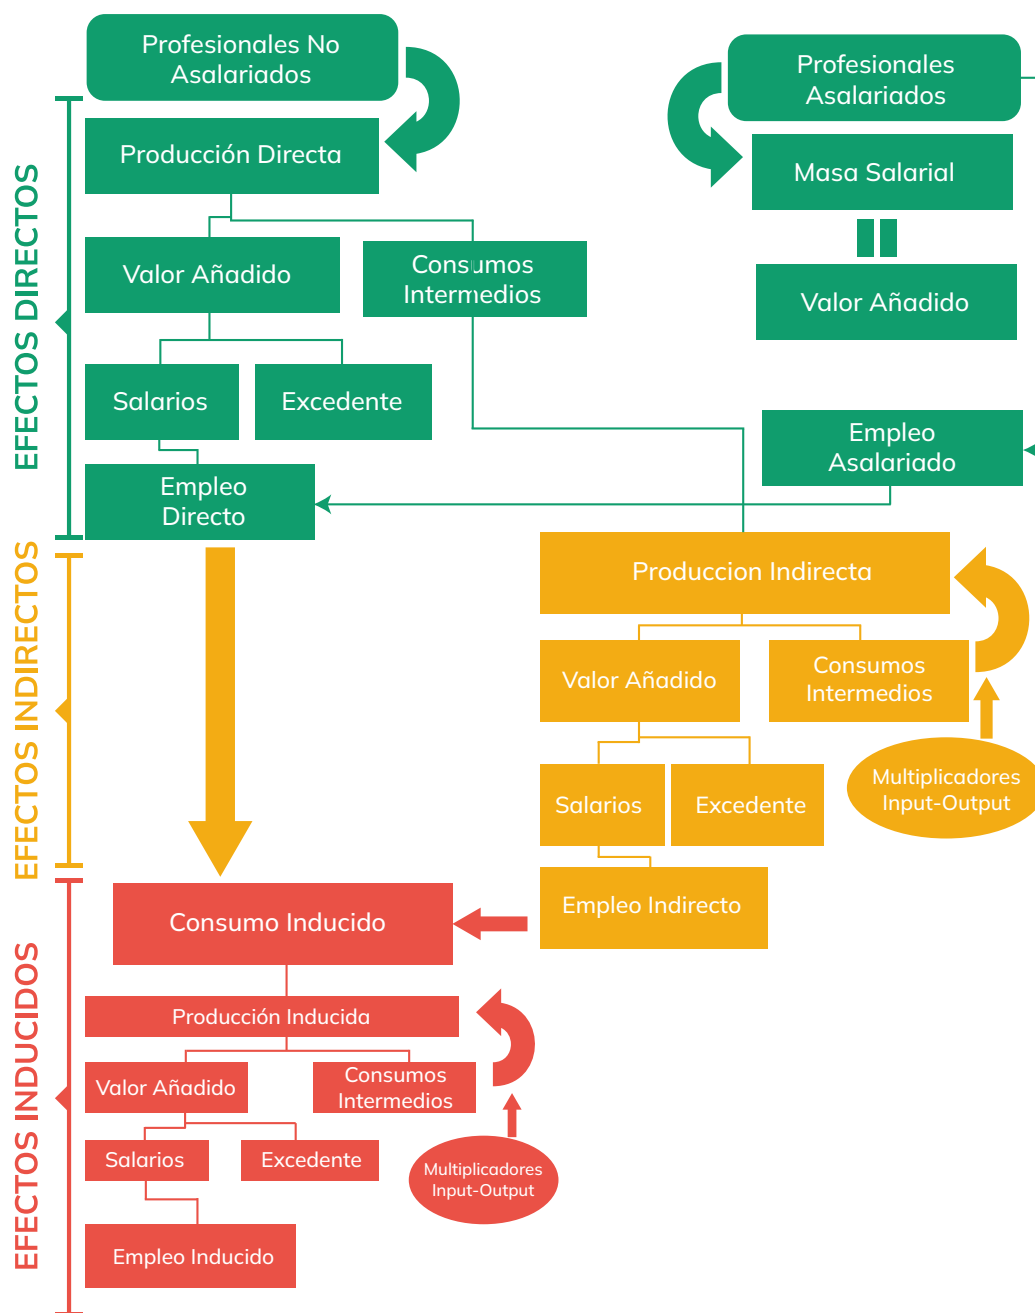 Profesionales No
Asalariados
Profesionales
Asalariados
EFECTOS DIRECTOS
Producción Directa
Masa Salarial
Valor Añadido
Consumos
Intermedios
Valor Añadido
Salarios
Excedente
Empleo
Asalariado
Empleo
Directo
EFECTOS INDIRECTOS
Produccion Indirecta
Valor Añadido
Consumos
Intermedios
Multiplicadores
Input-Output
Salarios
Excedente
Empleo Indirecto
EFECTOS INDUCIDOS
Consumo Inducido
Producción Inducida
Valor Añadido
Consumos
Intermedios
Salarios
Excedente
Multiplicadores
Input-Output
Empleo Inducido